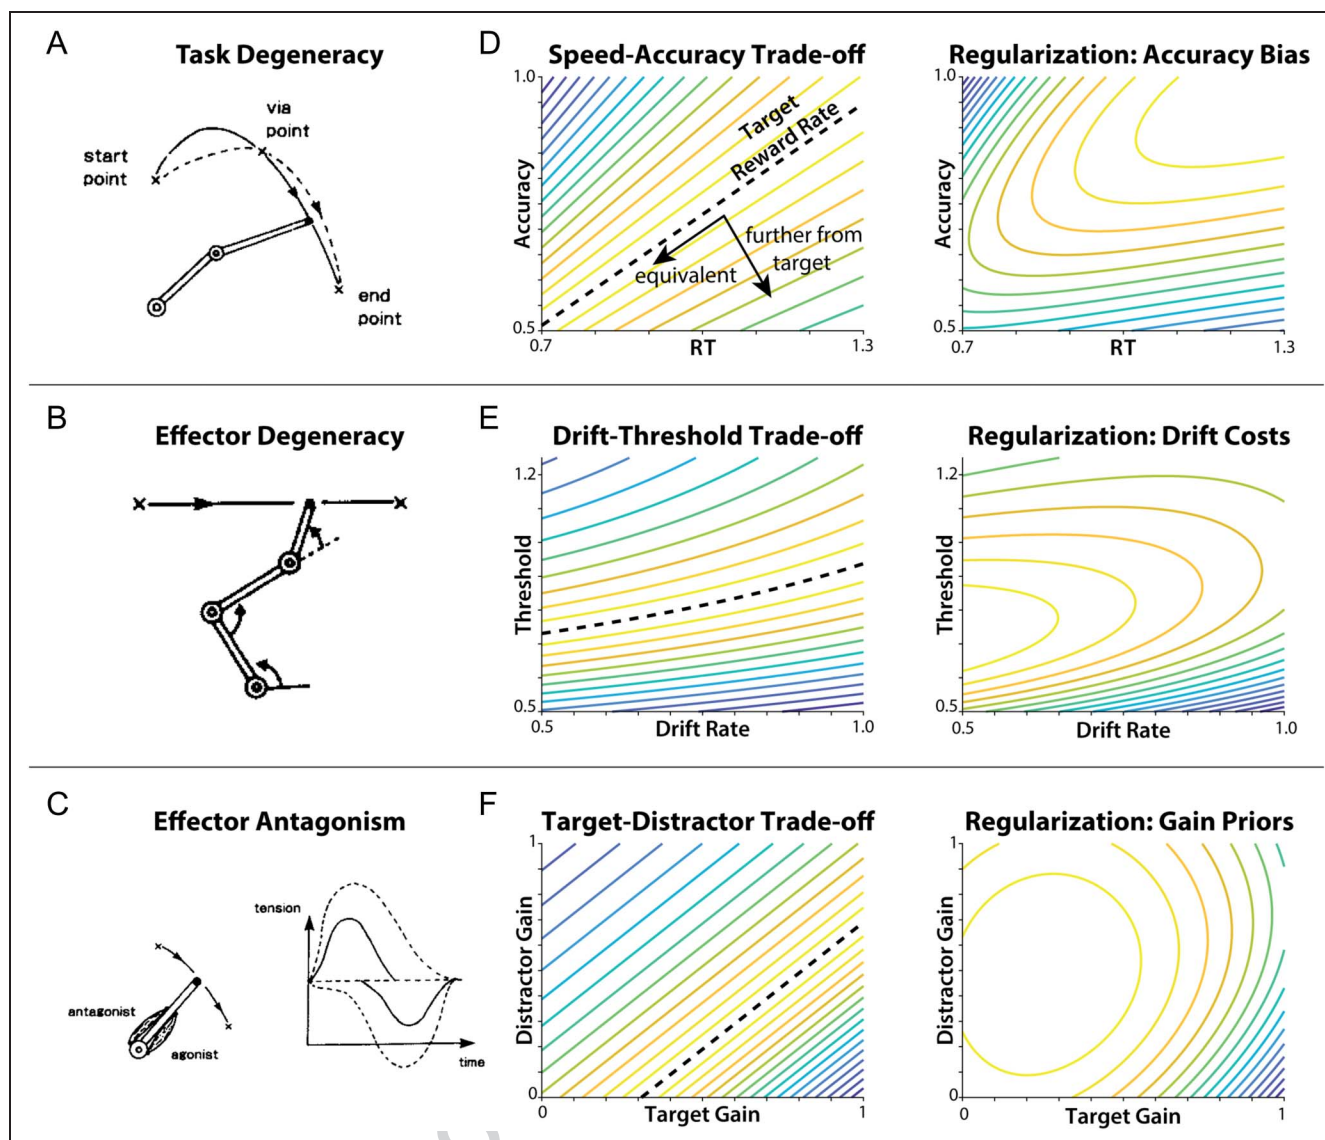 A
Task Degeneracy
via
point
start
point
end
point
D
Speed-Accuracy Trade-off
1.0
Accuracy
0.5
0.7
RT
1.3
Target
Reward Rate
further from
target
equivalent
Regularization: Accuracy Bias
1.0
Accuracy
0.5
0.7
RT
1.3
B
Effector Degeneracy
E
Drift-Threshold Trade-off
1.2
Threshold
0.5
0.5
Drift Rate
1.0
Regularization: Drift Costs
1.2
Threshold
0.5
0.5
Drift Rate
1.0
C
Effector Antagonism
antagonist
agonist
tension
time
F
Target-Distractor Trade-off
1
Distractor Gain
0
0
Target Gain
1
Regularization: Gain Priors
1
Distractor Gain
0
0
Target Gain
1